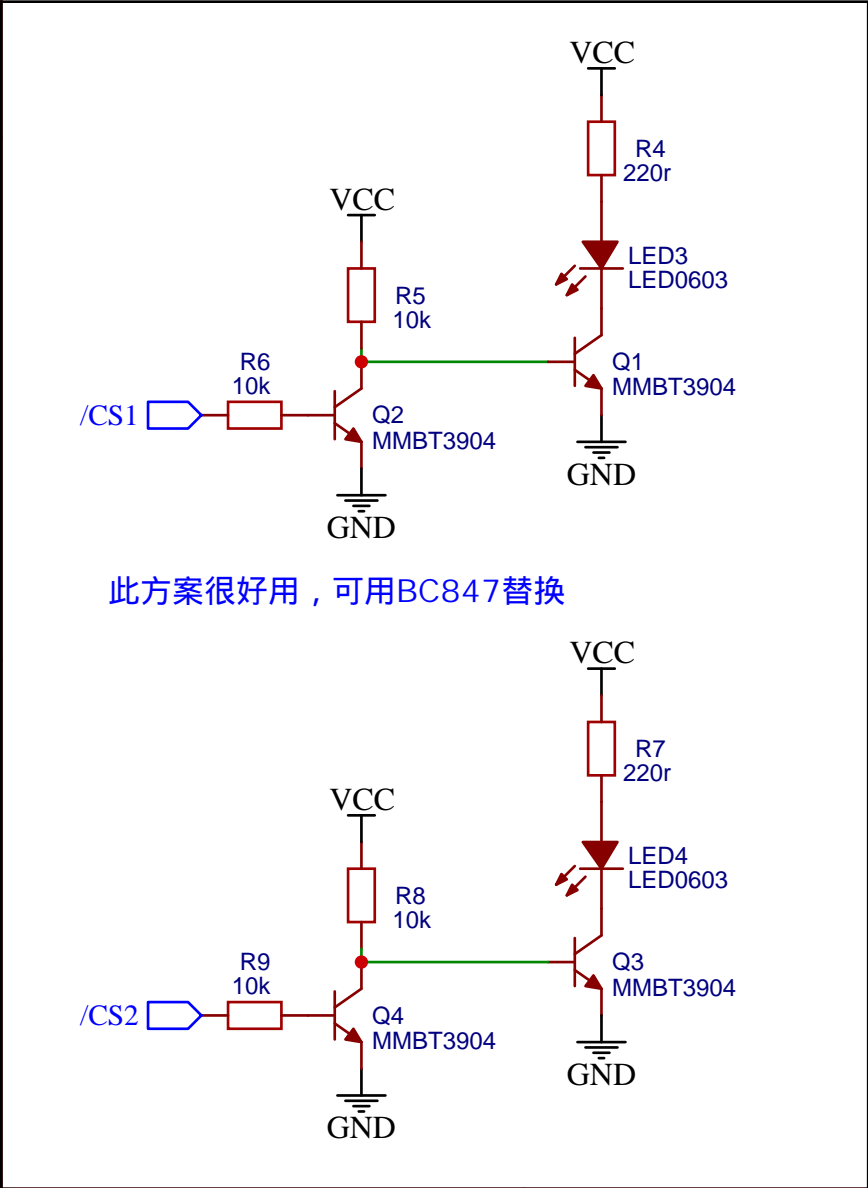 VCC
R4
220r
VCC
LED3
LED0603
R5
10k
R6
10k
Q1
MMBT3904
/CS1
Q2
MMBT3904
GND
GND
此方案很好用，可用BC847替换
VCC
R7
220r
VCC
LED4
LED0603
R8
10k
R9
10k
Q3
MMBT3904
/CS2
Q4
MMBT3904
GND
GND